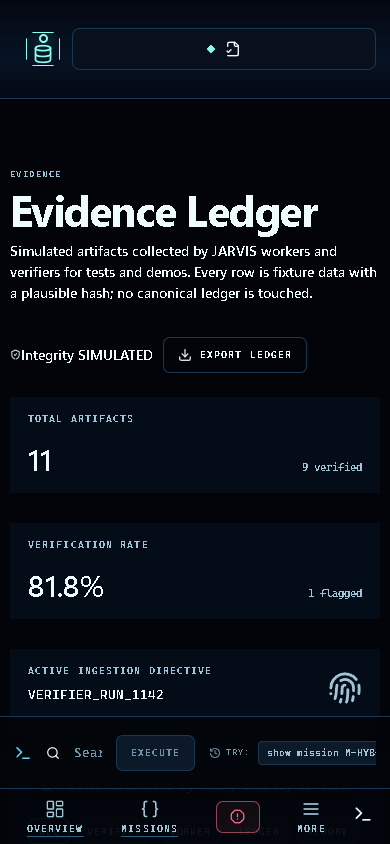 EVIDENCE
Evidence Ledger
Simulated artifacts collected by JARVIS workers and
verifiers for tests and demos. Every row is fixture data with
a plausible hash; no canonical ledger is touched.
Integrity SIMULATED
EXPORT LEDGER
TOTAL ARTIFACTS
11
9 verified
VERIFICATION RATE
81.8%
1 flagged
ACTIVE INGESTION DIRECTIVE
VERIFIER_RUN_1142
Sear
EXECUTE
TRY:
show mission M-HYB
OVERVIEW
MISSIONS
MORE